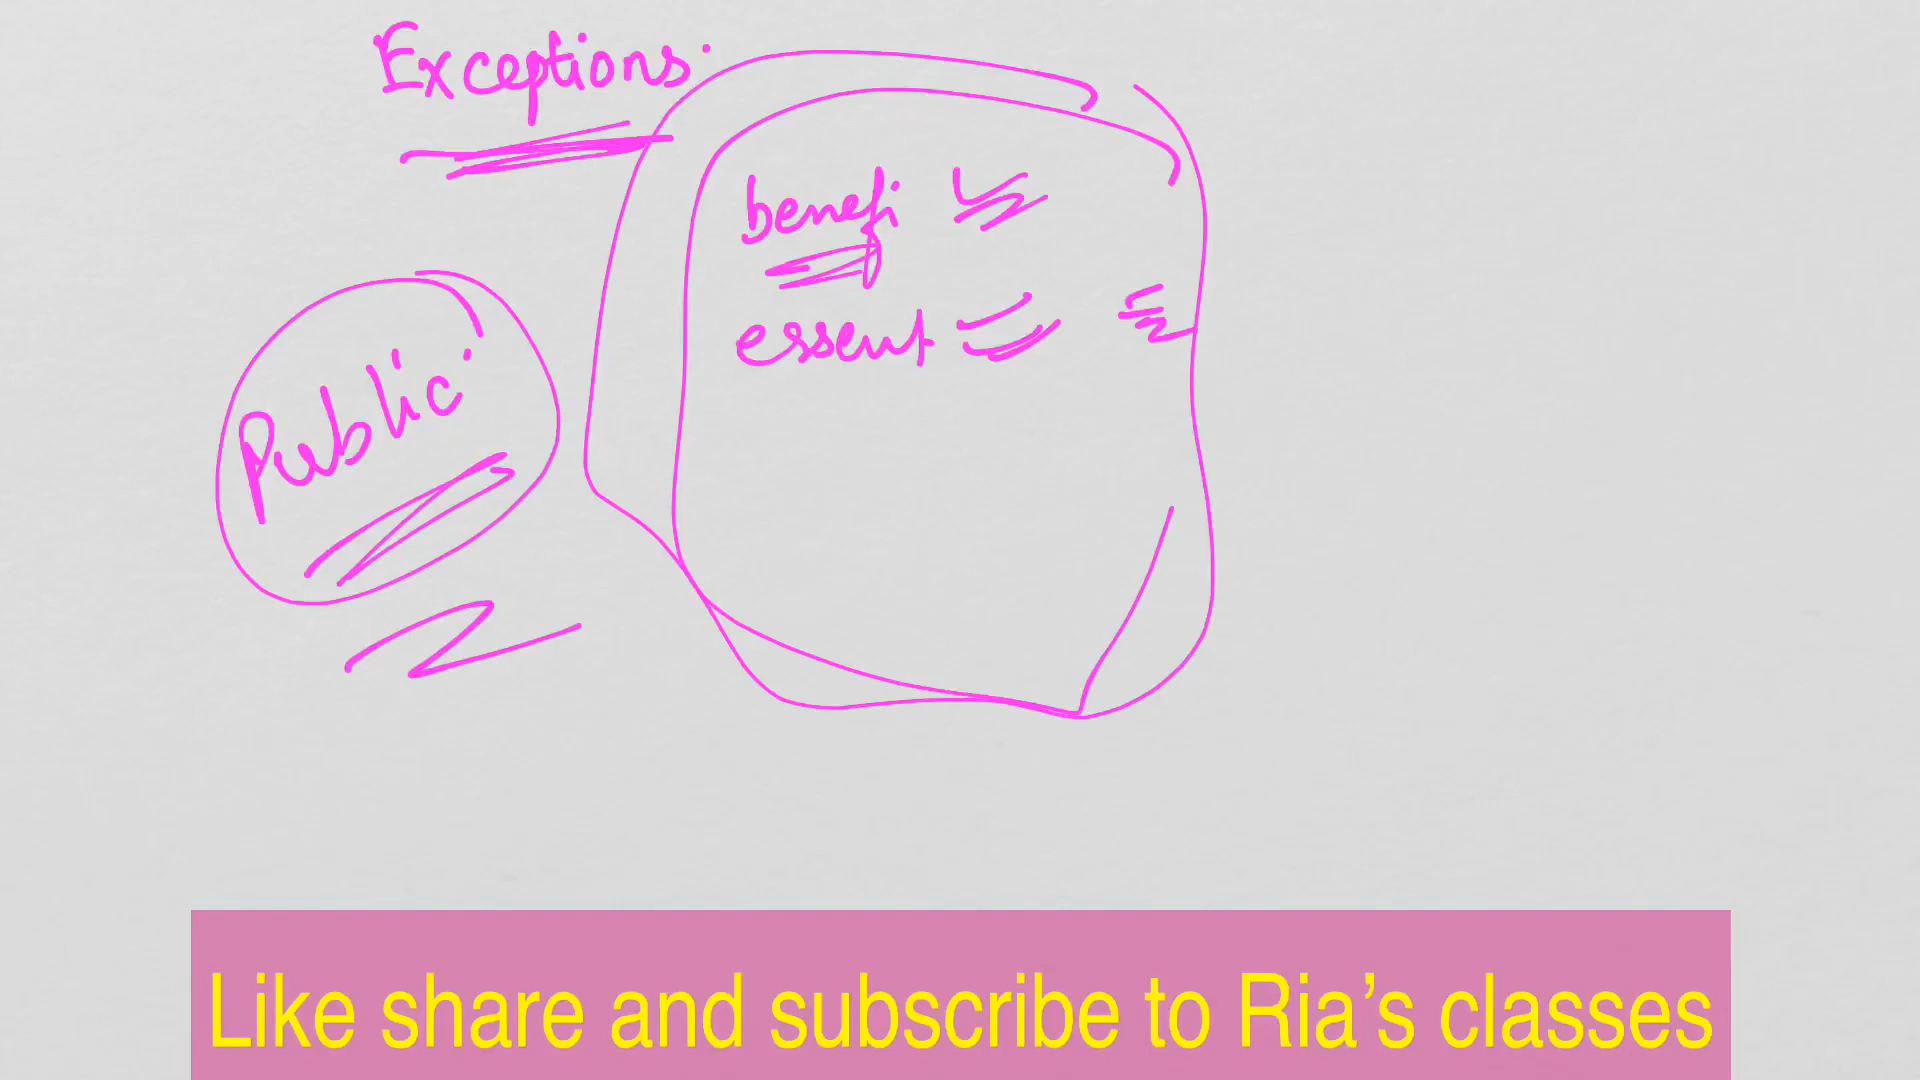 Exceptions.
benefi
essent
Public.
Like share and subscribe to Ria's classes